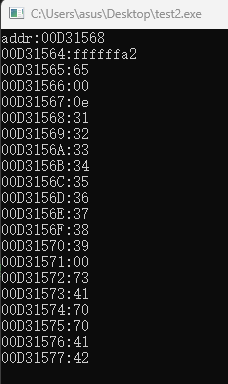 C:\Users\asus\Desktop\test2.exe
addr:00D31568
00D31564:ffffffa2
00D31565:65
00D31566:00
00D31567:0e
00D31568:31
00D31569:32
00D3156A:33
00D3156B:34
00D3156C:35
00D3156D:36
00D3156E:37
00D3156F:38
00D31570:39
00D31571:00
00D31572:73
00D31573:41
00D31574:70
00D31575:70
00D31576:41
00D31577:42